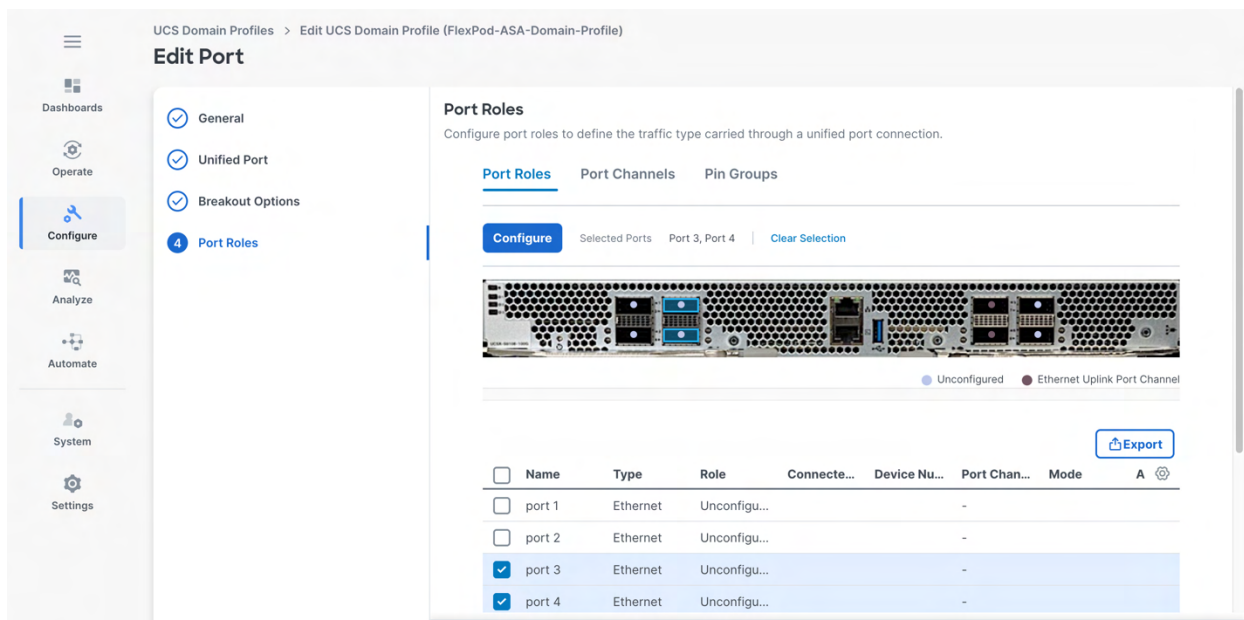 UCS Domain Profiles > Edit UCS Domain Profile (FlexPod-ASA-Domain-Profile)
Edit Port
Dashboards
Operate
Configure
Analyze
Automate
System
Settings
General
Unified Port
Breakout Options
4 Port Roles
Port Roles
Configure port roles to define the traffic type carried through a unified port connection.
Port Roles Port Channels Pin Groups
Configure Selected Ports Port 3, Port 4 Clear Selection
Unconfigured Ethernet Uplink Port Channel
Export
Name Type Role Connecte... Device Nu... Port Chan... Mode A
port 1 Ethernet Unconfigu... -
port 2 Ethernet Unconfigu... -
port 3 Ethernet Unconfigu... -
port 4 Ethernet Unconfigu... -